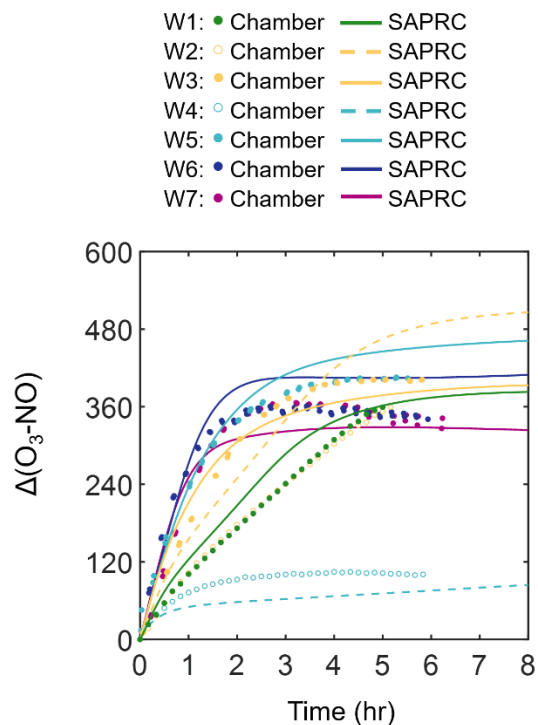 W1: Chamber SAPRC
W2: Chamber SAPRC
W3: Chamber SAPRC
W4: Chamber SAPRC
W5: Chamber SAPRC
W6: Chamber SAPRC
W7: Chamber SAPRC
600
480
360
240
120
0
Δ(O₃-NO)
0 1 2 3 4 5 6 7 8
Time (hr)